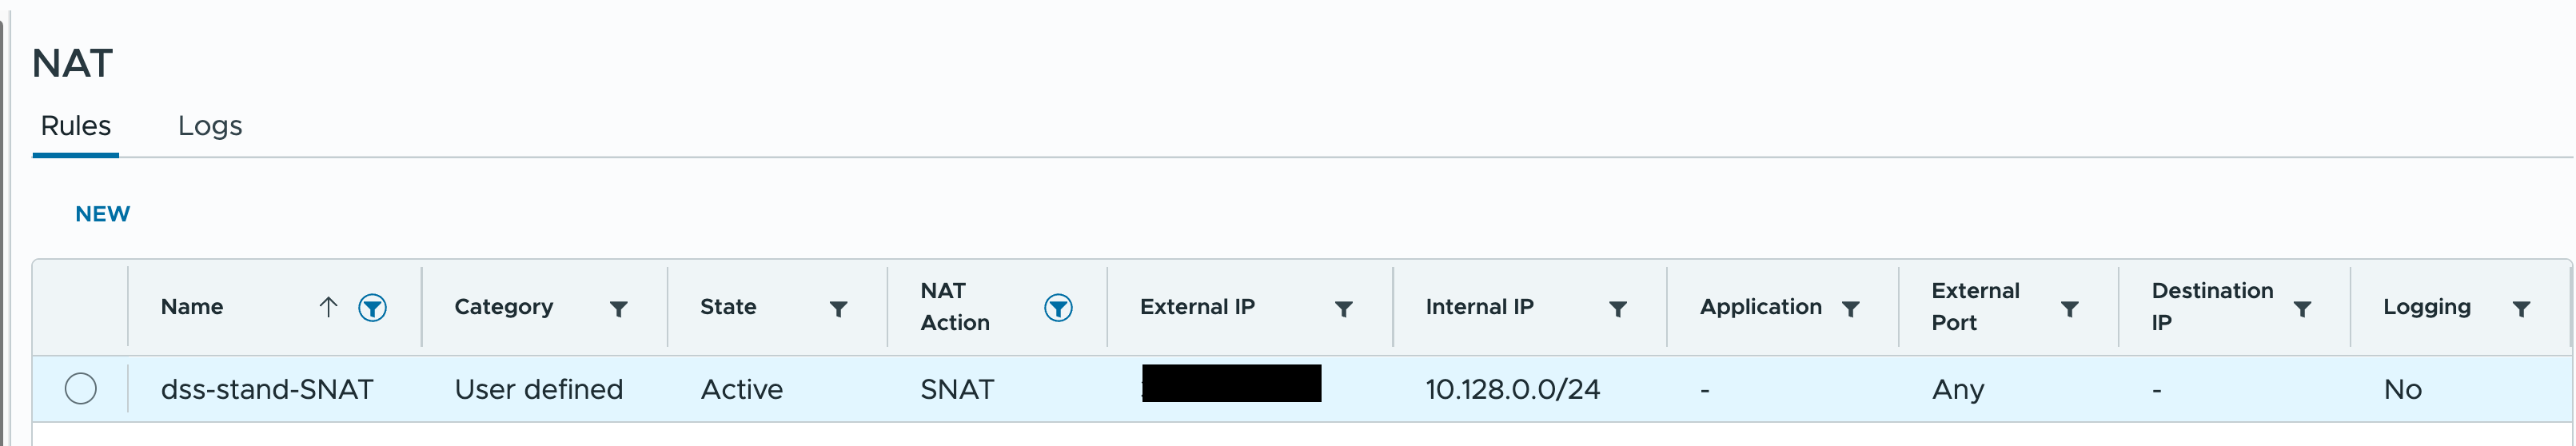 NAT
Rules Logs
NEW
Name Category State NAT Action External IP Internal IP Application External Port Destination IP Logging
dss-stand-SNAT User defined Active SNAT 10.128.0.0/24 - Any - No